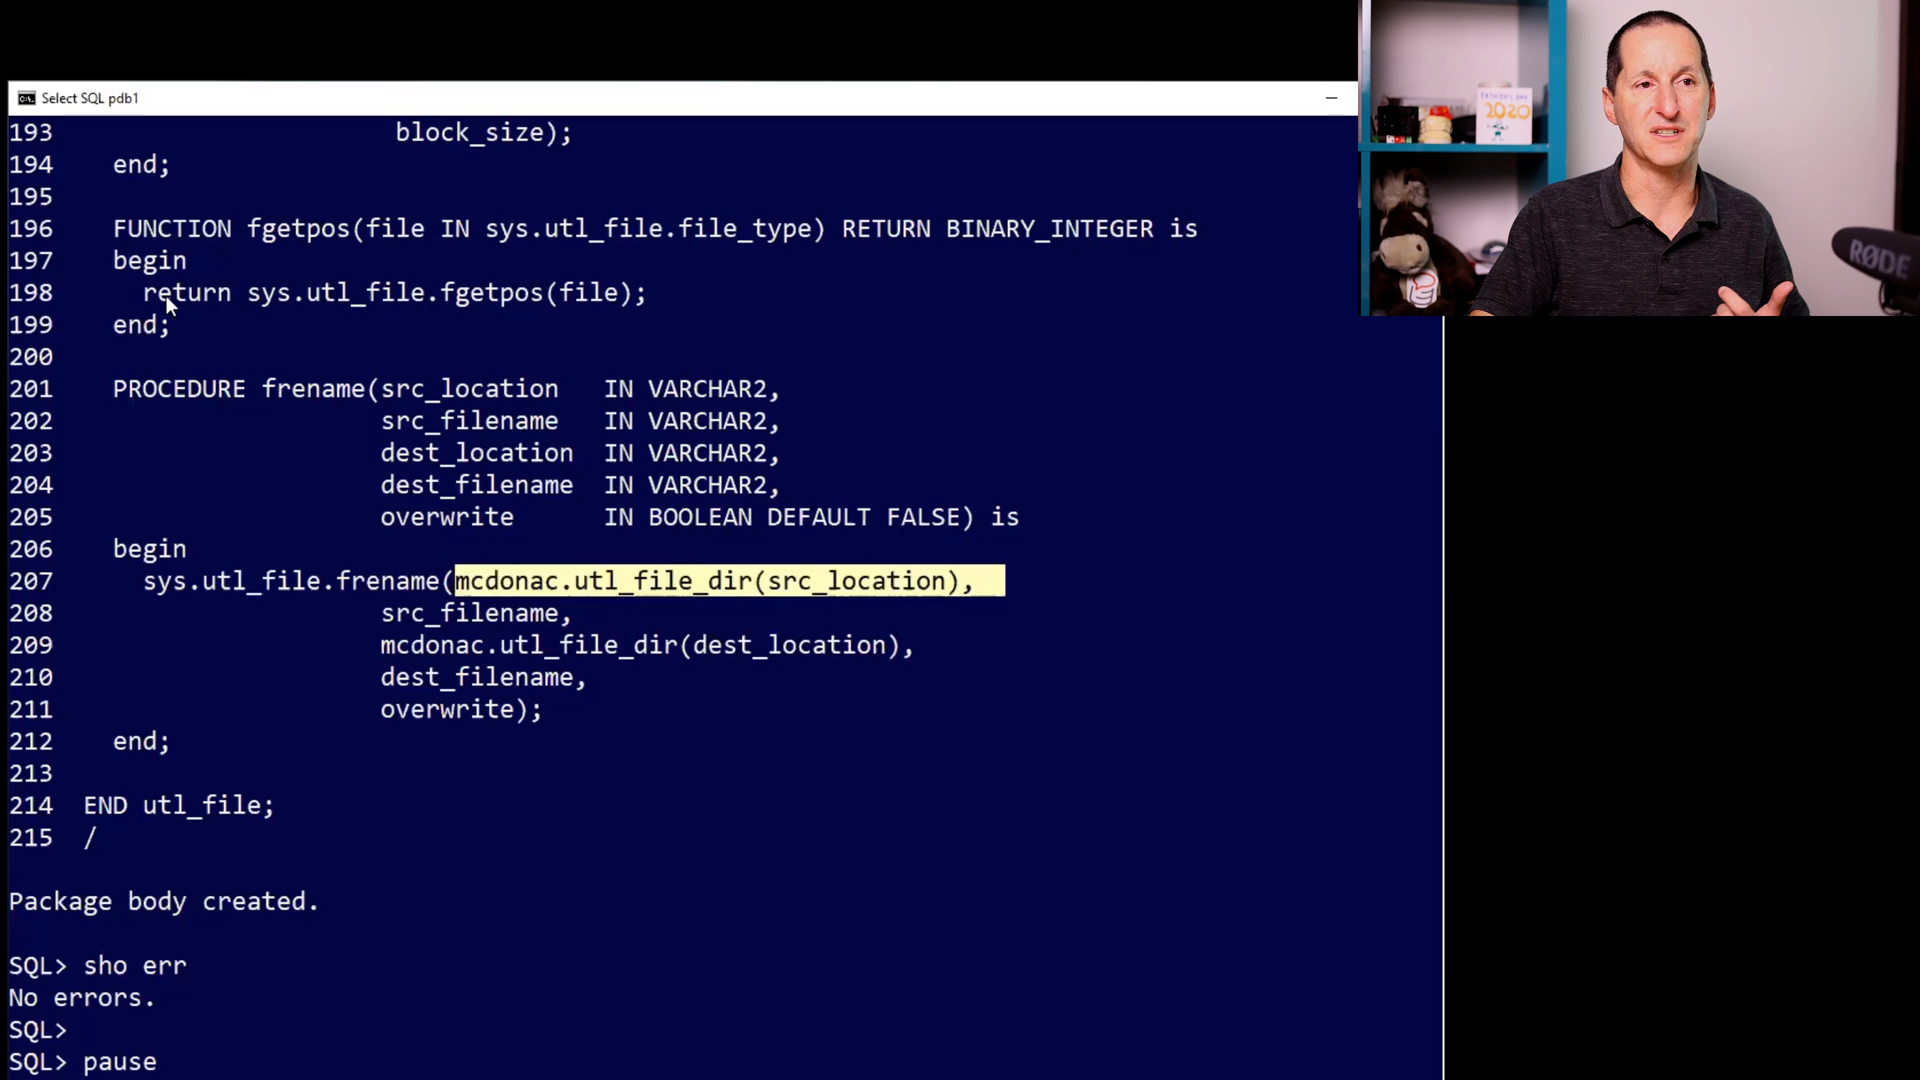 Select SQL pdb1
193                       block_size);
194    end;
195
196    FUNCTION fgetpos(file IN sys.utl_file.file_type) RETURN BINARY_INTEGER is
197    begin
198      return sys.utl_file.fgetpos(file);
199    end;
200
201    PROCEDURE frename(src_location   IN VARCHAR2,
202                      src_filename   IN VARCHAR2,
203                      dest_location  IN VARCHAR2,
204                      dest_filename  IN VARCHAR2,
205                      overwrite      IN BOOLEAN DEFAULT FALSE) is
206    begin
207      sys.utl_file.frename(mcdonac.utl_file_dir(src_location),
208                      src_filename,
209                      mcdonac.utl_file_dir(dest_location),
210                      dest_filename,
211                      overwrite);
212    end;
213
214  END utl_file;
215  /
Package body created.
SQL> sho err
No errors.
SQL>
SQL> pause
FATHER'S DAY
2020
RØDE